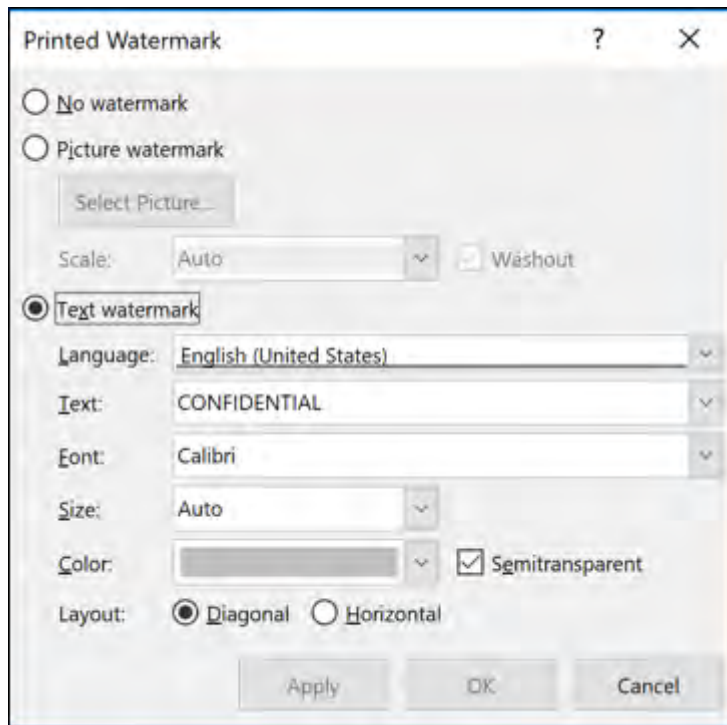 Printed Watermark ? ×
No watermark
Picture watermark
Select Picture...
Scale: Auto Washout
Text watermark
Language: English (United States)
Text: CONFIDENTIAL
Font: Calibri
Size: Auto
Color: Semitransparent
Layout: Diagonal Horizontal
Apply OK Cancel